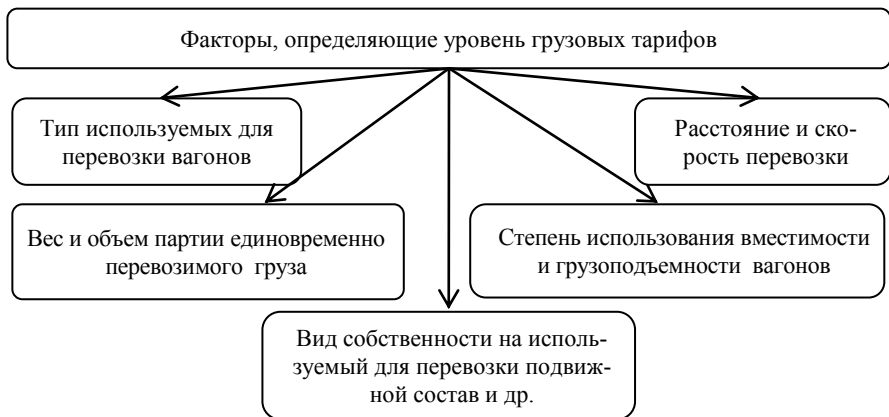 Факторы, определяющие уровень грузовых тарифов
Тип используемых для
перевозки вагонов
Расстояние и ско-
рость перевозки
Вес и объем партии единовременно
перевозимого груза
Степень использования вместимости
и грузоподъемности вагонов
Вид собственности на исполь-
зуемый для перевозки подвиж-
ной состав и др.